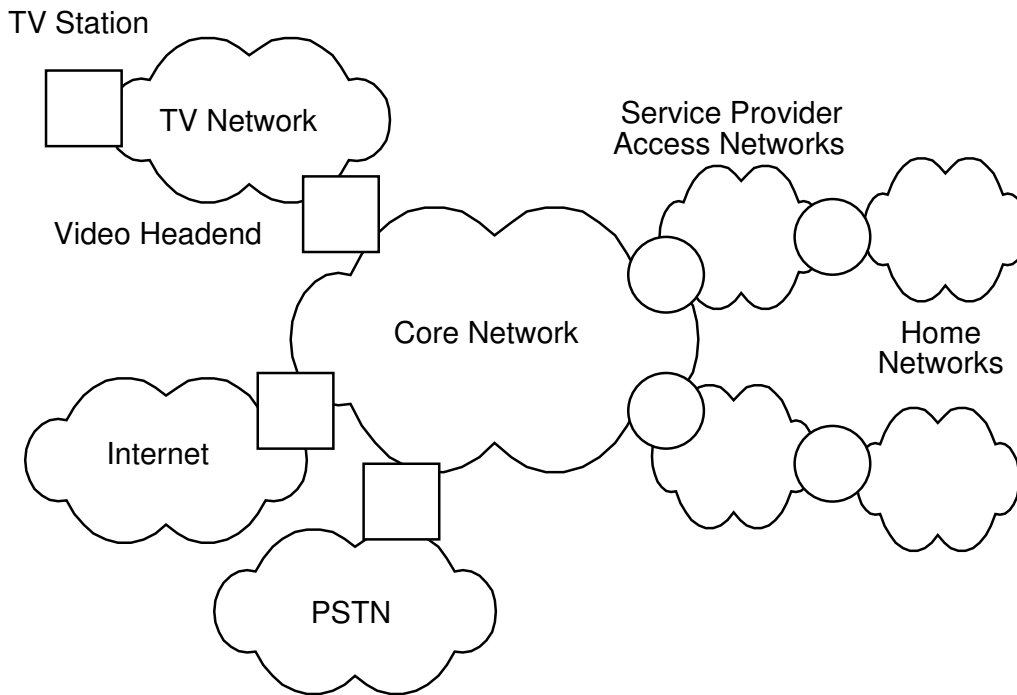 TV Station
TV Network
Service Provider
Access Networks
Video Headend
Core Network
Home
Networks
Internet
PSTN